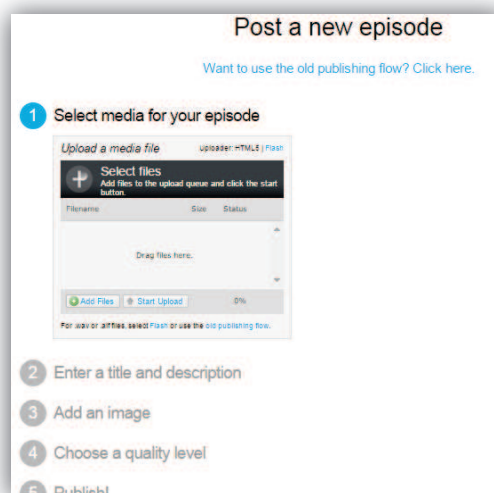 Post a new episode
Want to use the old publishing flow? Click here.
1 Select media for your episode
Upload a media file Uploader: HTML5 | Flash
Select files
Add files to the upload queue and click the start
button.
Filename Size Status
Drag files here.
Add Files Start Upload 0%
For .wav or .aif files, select Flash or use the old publishing flow.
2 Enter a title and description
3 Add an image
4 Choose a quality level
5 Publish!